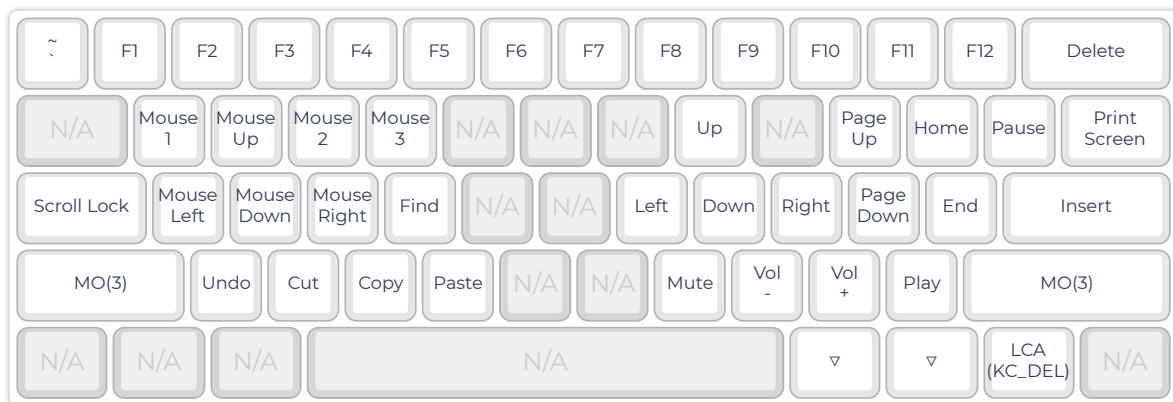 ~
`
F1
F2
F3
F4
F5
F6
F7
F8
F9
F10
F11
F12
Delete
N/A
Mouse
1
Mouse
Up
Mouse
2
Mouse
3
N/A
N/A
N/A
Up
N/A
Page
Up
Home
Pause
Print
Screen
Scroll Lock
Mouse
Left
Mouse
Down
Mouse
Right
Find
N/A
N/A
Left
Down
Right
Page
Down
End
Insert
MO(3)
Undo
Cut
Copy
Paste
N/A
N/A
Mute
Vol
-
Vol
+
Play
MO(3)
N/A
N/A
N/A
N/A
▽
▽
LCA
(KC_DEL)
N/A